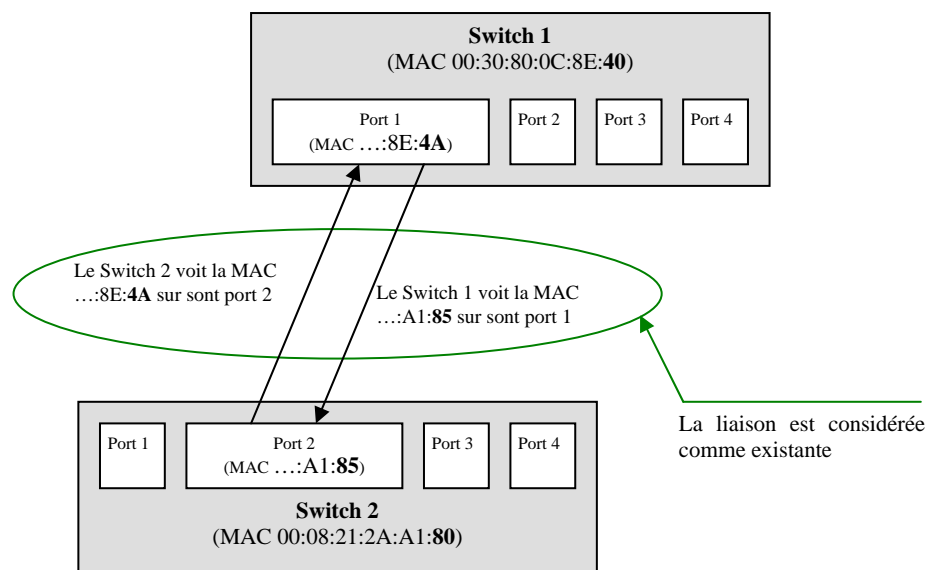 Switch 1
(MAC 00:30:80:0C:8E:40)
Port 1
(MAC …:8E:4A)
Port 2
Port 3
Port 4
Le Switch 2 voit la MAC
…:8E:4A sur sont port 2
Le Switch 1 voit la MAC
…:A1:85 sur sont port 1
La liaison est considérée
comme existante
Port 1
Port 2
(MAC …:A1:85)
Port 3
Port 4
Switch 2
(MAC 00:08:21:2A:A1:80)